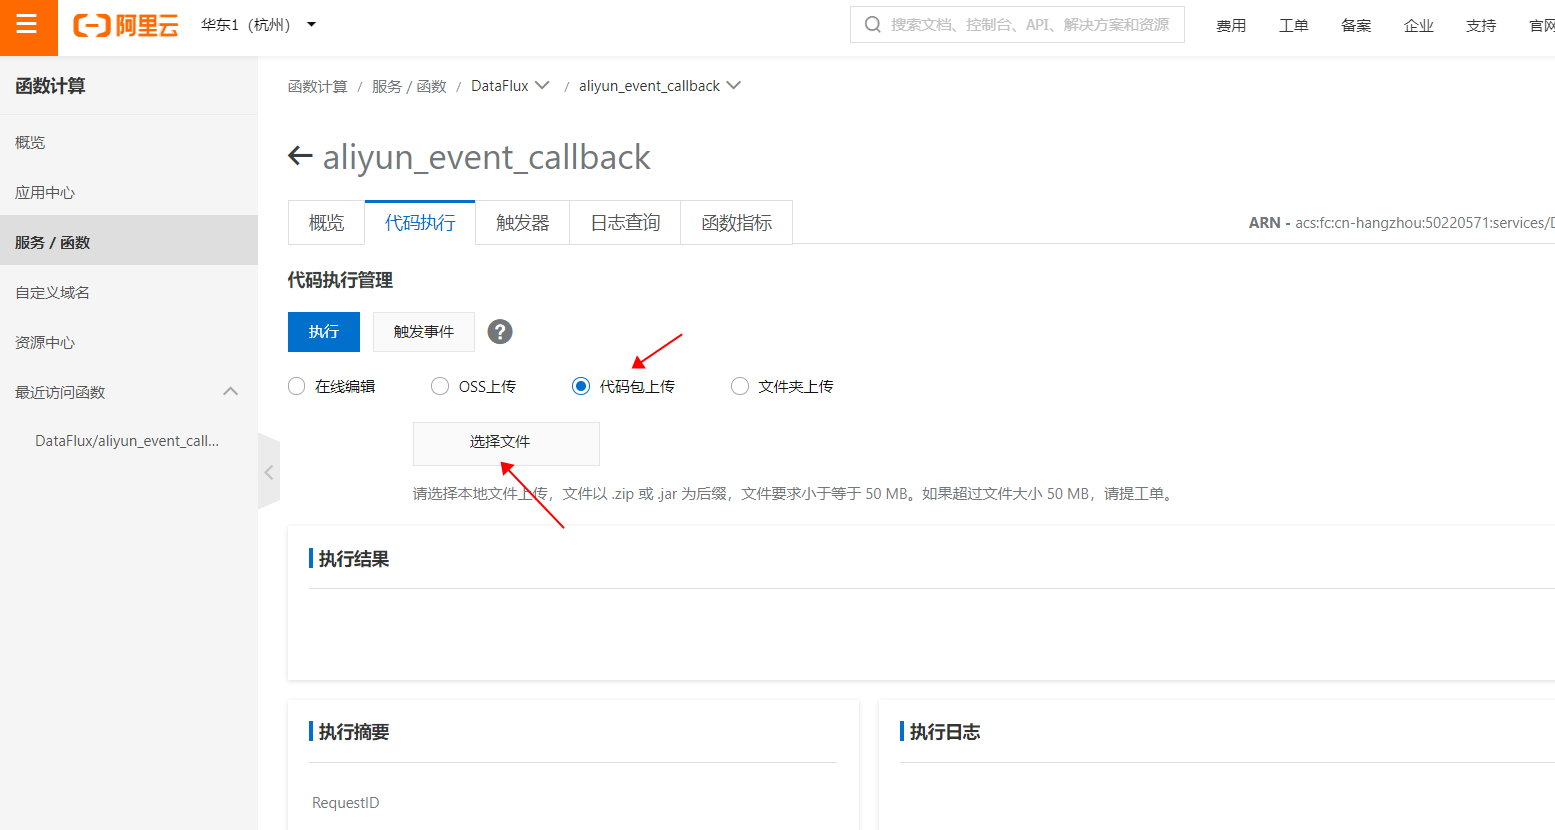 阿里云 华东1（杭州） 搜索文档、控制台、API、解决方案和资源 费用 工单 备案 企业 支持 官网
函数计算
概览
应用中心
服务 / 函数
自定义域名
资源中心
最近访问函数
DataFlux/aliyun_event_call...
函数计算 / 服务 / 函数 / DataFlux / aliyun_event_callback
aliyun_event_callback
概览 代码执行 触发器 日志查询 函数指标
ARN - acs:fc:cn-hangzhou:50220571:services/D
代码执行管理
执行 触发事件 ?
在线编辑 OSS上传 代码包上传 文件夹上传
选择文件
请选择本地文件上传，文件以 .zip 或 .jar 为后缀，文件要求小于等于 50 MB。如果超过文件大小 50 MB，请提工单。
执行结果
执行摘要
RequestID
执行日志